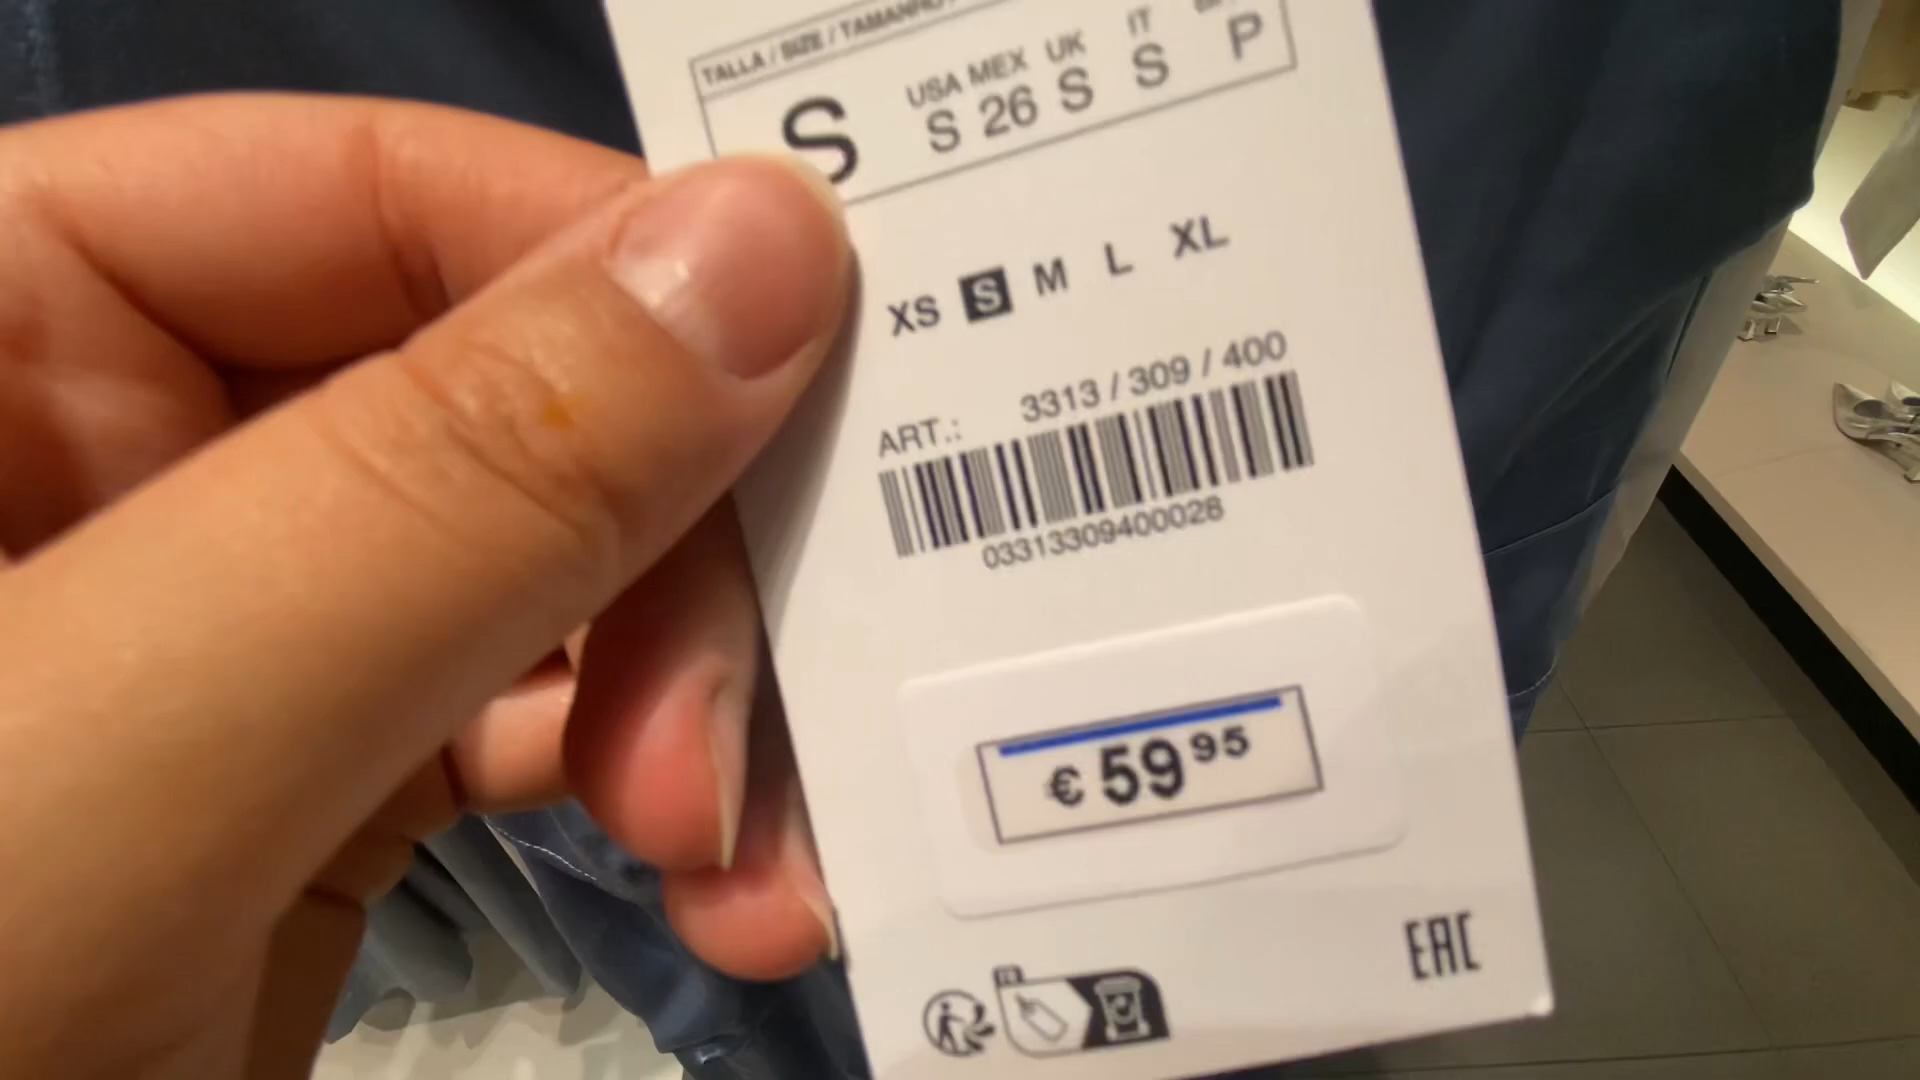 TALLA / SIZE / TAMANHO
USA MEX UK IT
S S 26 S S P
XS S M L XL
ART.: 3313 / 309 / 400
03313309400028
€ 59 95
EAC